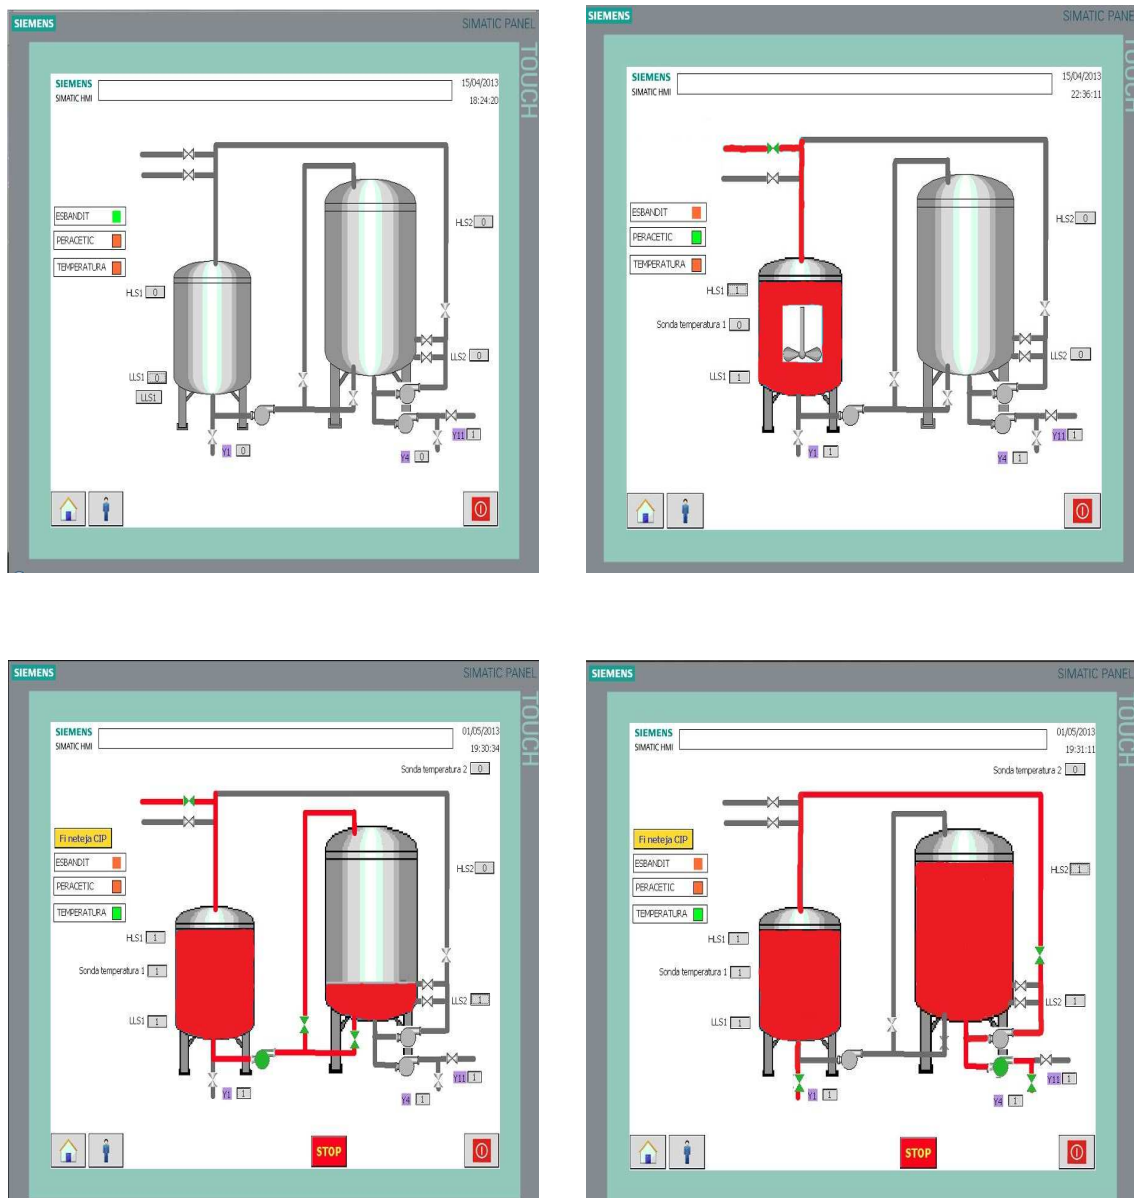 SIEMENS
SIMATIC PANEL
TOUCH
SIEMENS
SIMATIC HMI
15/04/2013
18:24:20
ESBANDIT
PERACETIC
TEMPERATURA
HLS2 0
HLS1 0
LLS2 0
LLS1 0
LLS1
Y11 1
Y1 0
Y4 0
SIEMENS
SIMATIC PANE
TOUCH
SIEMENS
SIMATIC HMI
15/04/2013
22:36:11
ESBANDIT
PERACETIC
TEMPERATURA
HLS2 0
HLS1 1
Sonda temperatura 1 0
LLS2 0
LLS1 1
Y11 1
Y1 1
Y4 1
SIEMENS
SIMATIC PANEL
TOUCH
SIEMENS
SIMATIC HMI
01/05/2013
19:30:34
Sonda temperatura 2 0
Fi neteja CIP
ESBANDIT
PERACETIC
TEMPERATURA
HLS2 0
HLS1 1
Sonda temperatura 1 1
LLS2 1
LLS1 1
Y11 1
Y1 1
Y4 1
STOP
SIEMENS
SIMATIC PANEL
TOUCH
SIEMENS
SIMATIC HMI
01/05/2013
19:31:11
Sonda temperatura 2 0
Fi neteja CIP
ESBANDIT
PERACETIC
TEMPERATURA
HLS2 1
HLS1 1
Sonda temperatura 1 1
LLS2 1
LLS1 1
Y11 1
Y1 1
Y4 1
STOP